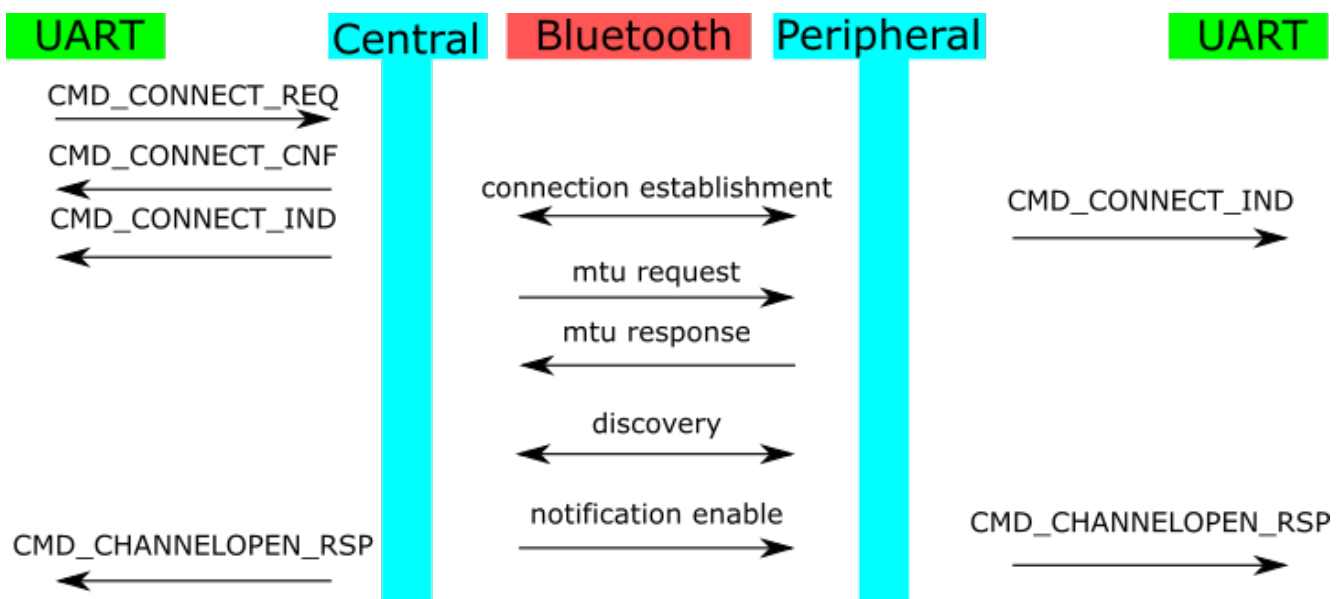 UART
Central
Bluetooth
Peripheral
UART
CMD_CONNECT_REQ
CMD_CONNECT_CNF
connection establishment
CMD_CONNECT_IND
CMD_CONNECT_IND
mtu request
mtu response
discovery
notification enable
CMD_CHANNELOPEN_RSP
CMD_CHANNELOPEN_RSP